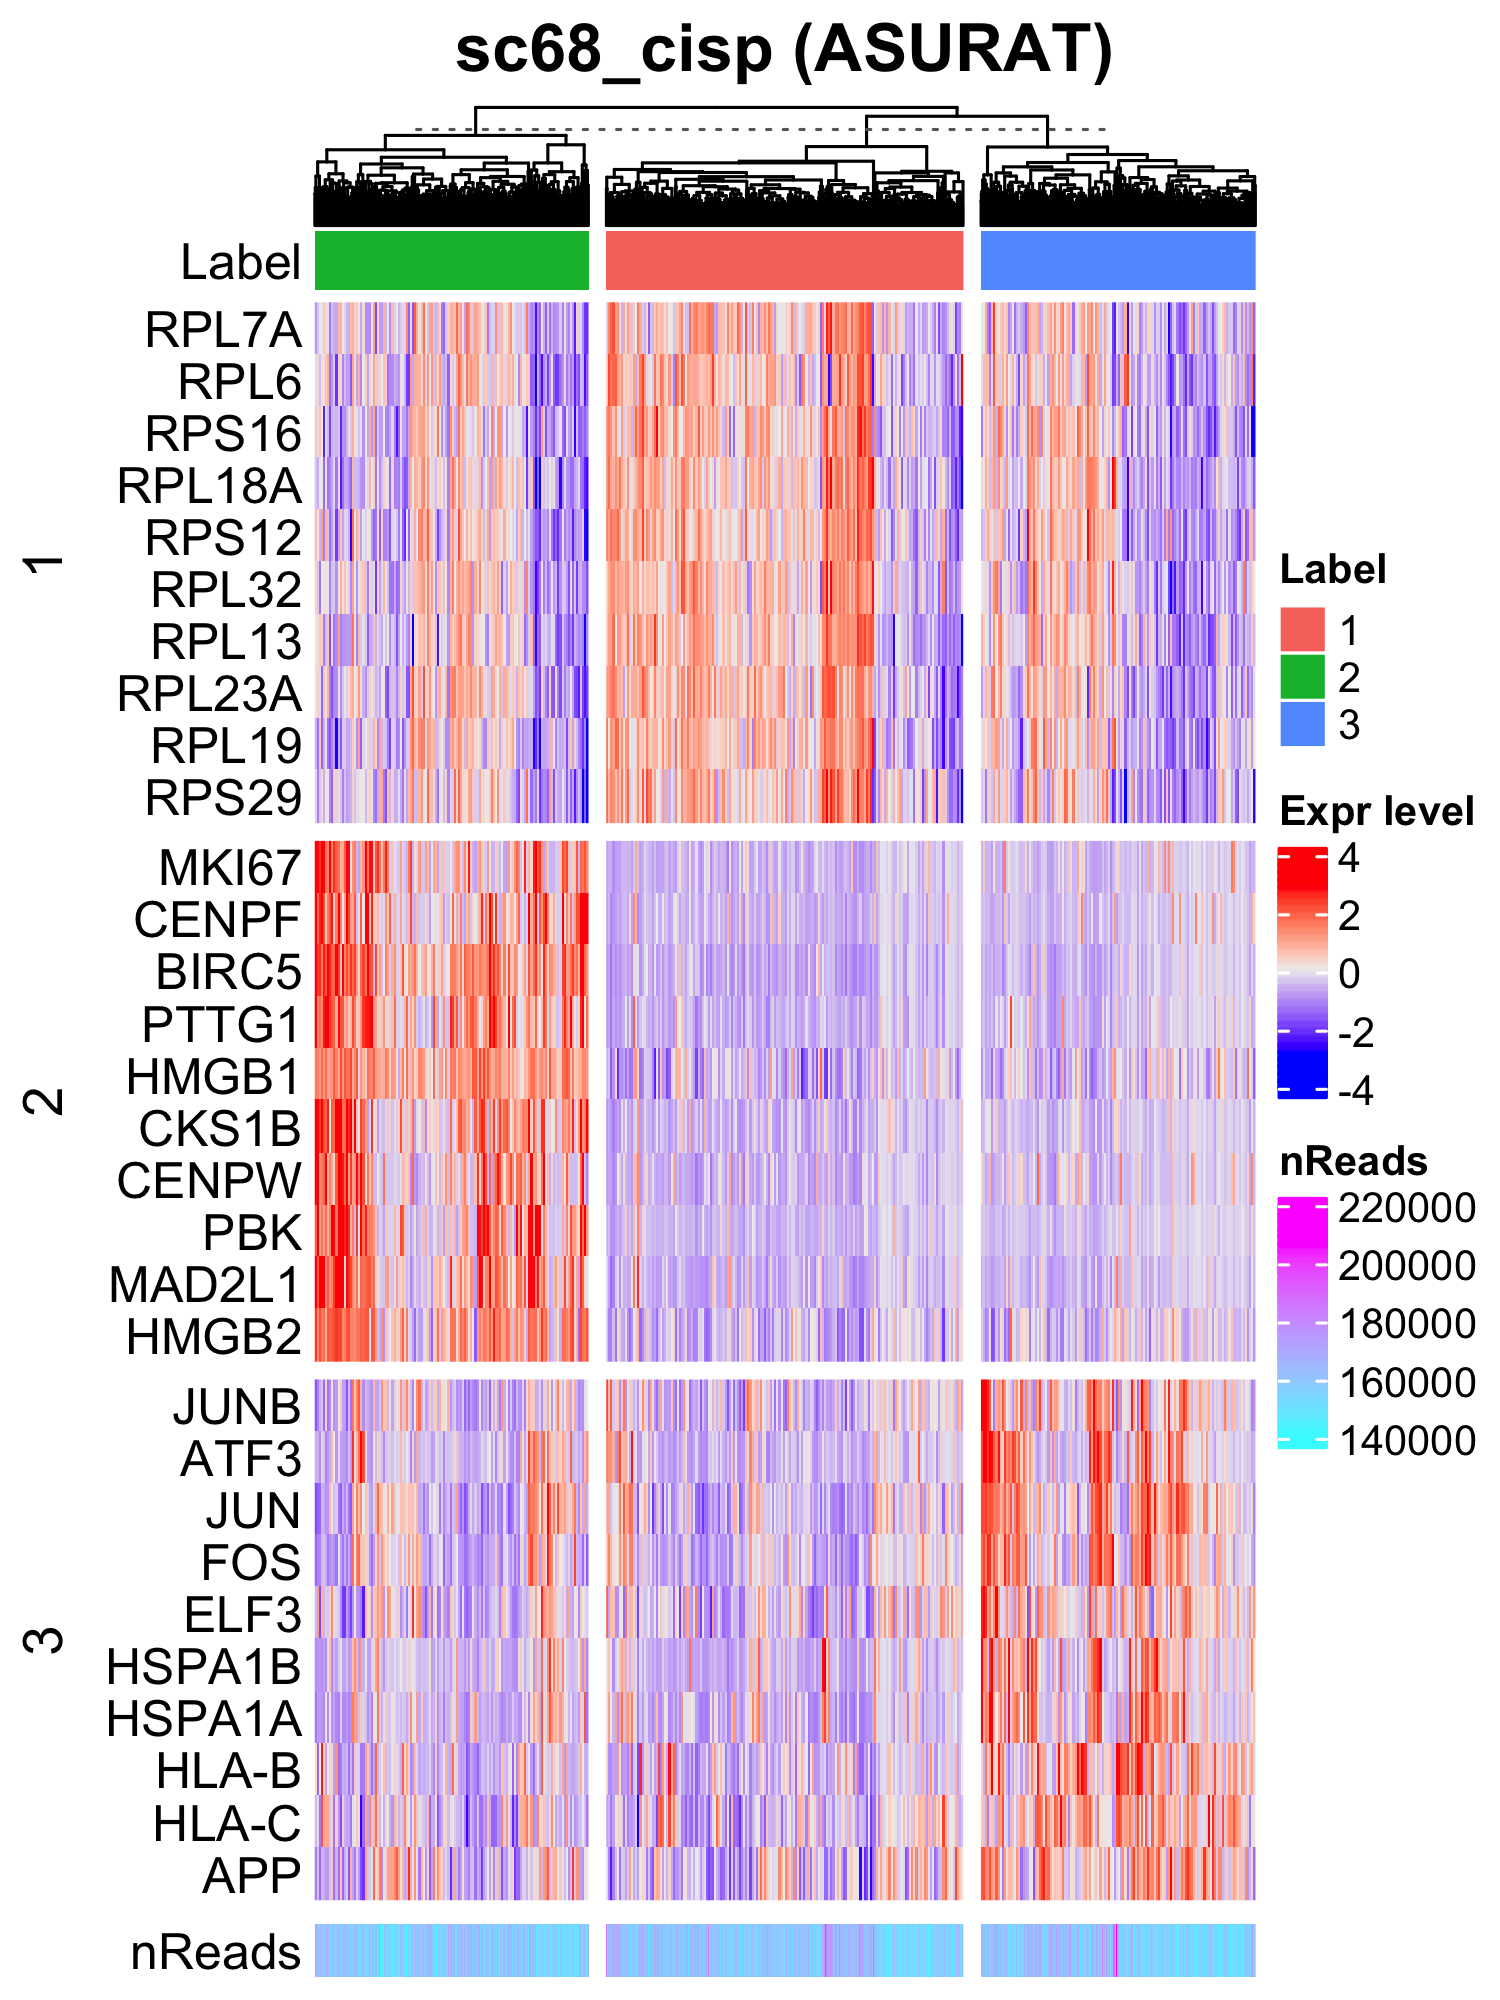 sc68_cisp (ASURAT)
Label
1
RPL7A
RPL6
RPS16
RPL18A
RPS12
RPL32
RPL13
RPL23A
RPL19
RPS29
2
MKI67
CENPF
BIRC5
PTTG1
HMGB1
CKS1B
CENPW
PBK
MAD2L1
HMGB2
3
JUNB
ATF3
JUN
FOS
ELF3
HSPA1B
HSPA1A
HLA-B
HLA-C
APP
nReads
Label
1
2
3
Expr level
4
2
0
-2
-4
nReads
220000
200000
180000
160000
140000